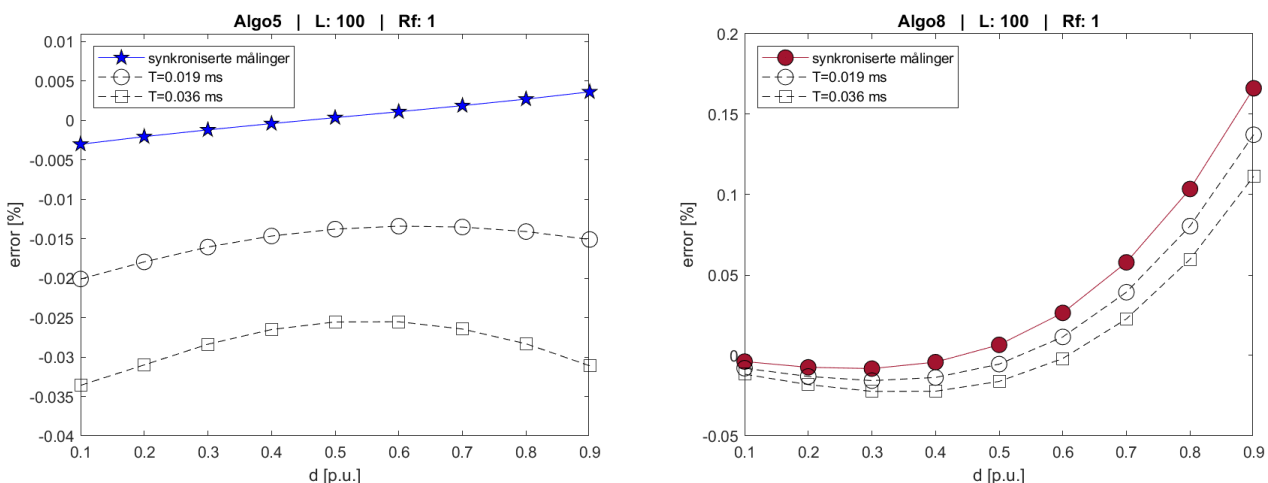 Algo5 | L: 100 | Rf: 1
synkroniserte målinger
T=0.019 ms
T=0.036 ms
0.01
0.005
0
-0.005
-0.01
-0.015
-0.02
-0.025
-0.03
-0.035
-0.04
error [%]
0.1 0.2 0.3 0.4 0.5 0.6 0.7 0.8 0.9
d [p.u.]
Algo8 | L: 100 | Rf: 1
synkroniserte målinger
T=0.019 ms
T=0.036 ms
0.2
0.15
0.1
0.05
0
-0.05
error [%]
0.1 0.2 0.3 0.4 0.5 0.6 0.7 0.8 0.9
d [p.u.]